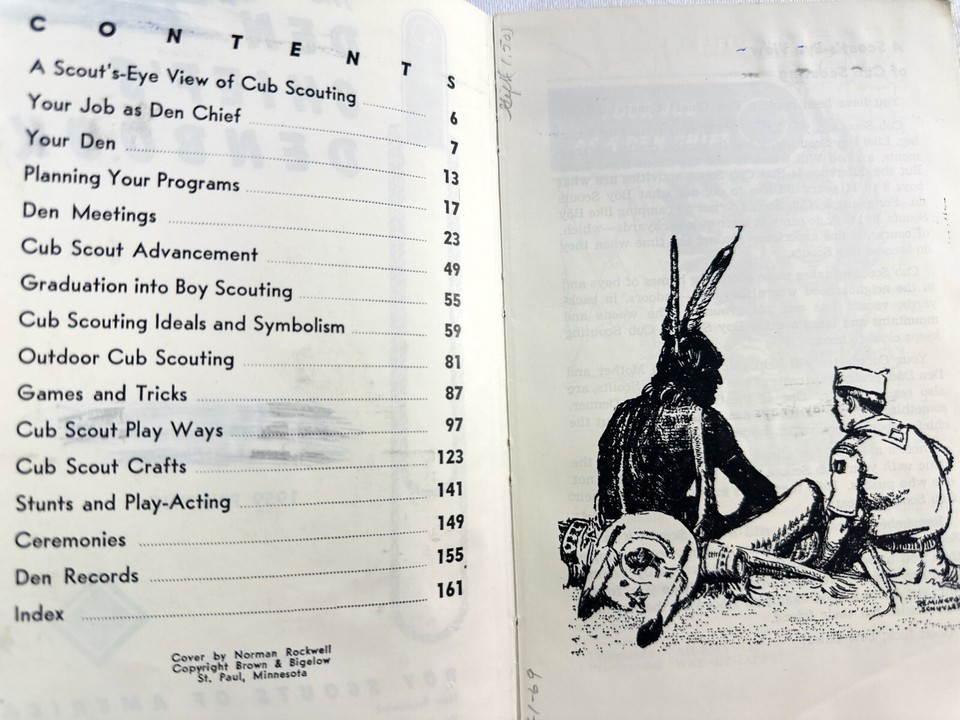 CONTENTS
A Scout's-Eye View of Cub Scouting 6
Your Job as Den Chief 7
Your Den 13
Planning Your Programs 17
Den Meetings 23
Cub Scout Advancement 49
Graduation into Boy Scouting 55
Cub Scouting Ideals and Symbolism 59
Outdoor Cub Scouting 81
Games and Tricks 87
Cub Scout Play Ways 97
Cub Scout Crafts 123
Stunts and Play-Acting 141
Ceremonies 149
Den Records 155
Index 161
Cover by Norman Rockwell
Copyright Brown & Bigelow
St. Paul, Minnesota